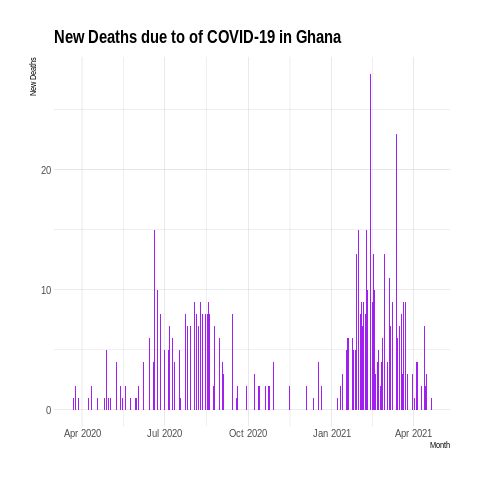 New Deaths due to of COVID-19 in Ghana
New Deaths
20
10
0
Apr 2020 Jul 2020 Oct 2020 Jan 2021 Apr 2021
Month